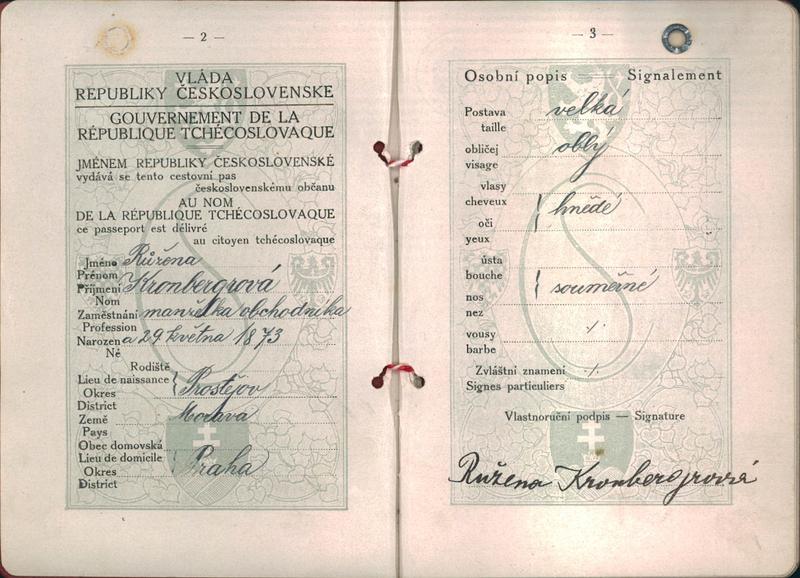 — 2 —
VLÁDA
REPUBLIKY ČESKOSLOVENSKE
GOUVERNEMENT DE LA
RÉPUBLIQUE TCHÉCOSLOVAQUE
JMÉNEM REPUBLIKY ČESKOSLOVENSKÉ
vydává se tento cestovní pas
československému občanu
AU NOM
DE LA RÉPUBLIQUE TCHÉCOSLOVAQUE
ce passeport est délivré
au citoyen tchécoslovaque
Jméno Růžena
Prénom
Příjmení Kronbergrová
Nom
Zaměstnání manželka obchodníka
Profession
Narozena 29 května 1873
Né
Rodiště
Lieu de naissance Prostějov
Okres
District
Země Morava
Pays
Obec domovská
Lieu de domicile Praha
Okres
District
— 3 —
Osobní popis — Signalement
Postava velká
taille
obličej oblý
visage
vlasy
cheveux hnědé
oči
yeux
ústa
bouche souměrné
nos
nez
vousy ./.
barbe
Zvláštní znamení ./.
Signes particuliers
Vlastnoruční podpis — Signature
Růžena Kronbergrová